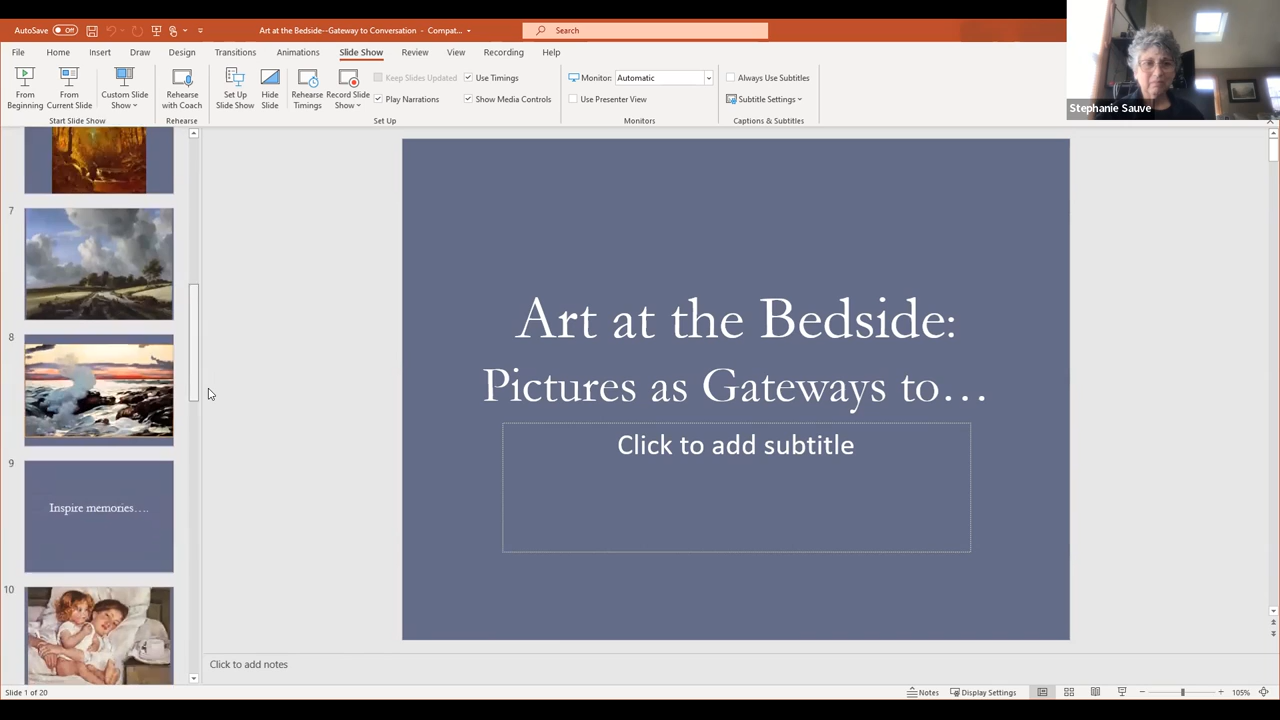 AutoSave Off
Art at the Bedside--Gateway to Conversation - Compat...
Search
File Home Insert Draw Design Transitions Animations Slide Show Review View Recording Help
From Beginning
From Current Slide
Custom Slide Show
Start Slide Show
Rehearse with Coach
Rehearse
Set Up Slide Show
Hide Slide
Rehearse Timings
Record Slide Show
Keep Slides Updated
Play Narrations
Use Timings
Show Media Controls
Set Up
Monitor: Automatic
Use Presenter View
Monitors
Always Use Subtitles
Subtitle Settings
Captions & Subtitles
Stephanie Sauve
7
8
9
Inspire memories....
10
Art at the Bedside:
Pictures as Gateways to...
Click to add subtitle
Click to add notes
Slide 1 of 20
Notes
Display Settings
105%